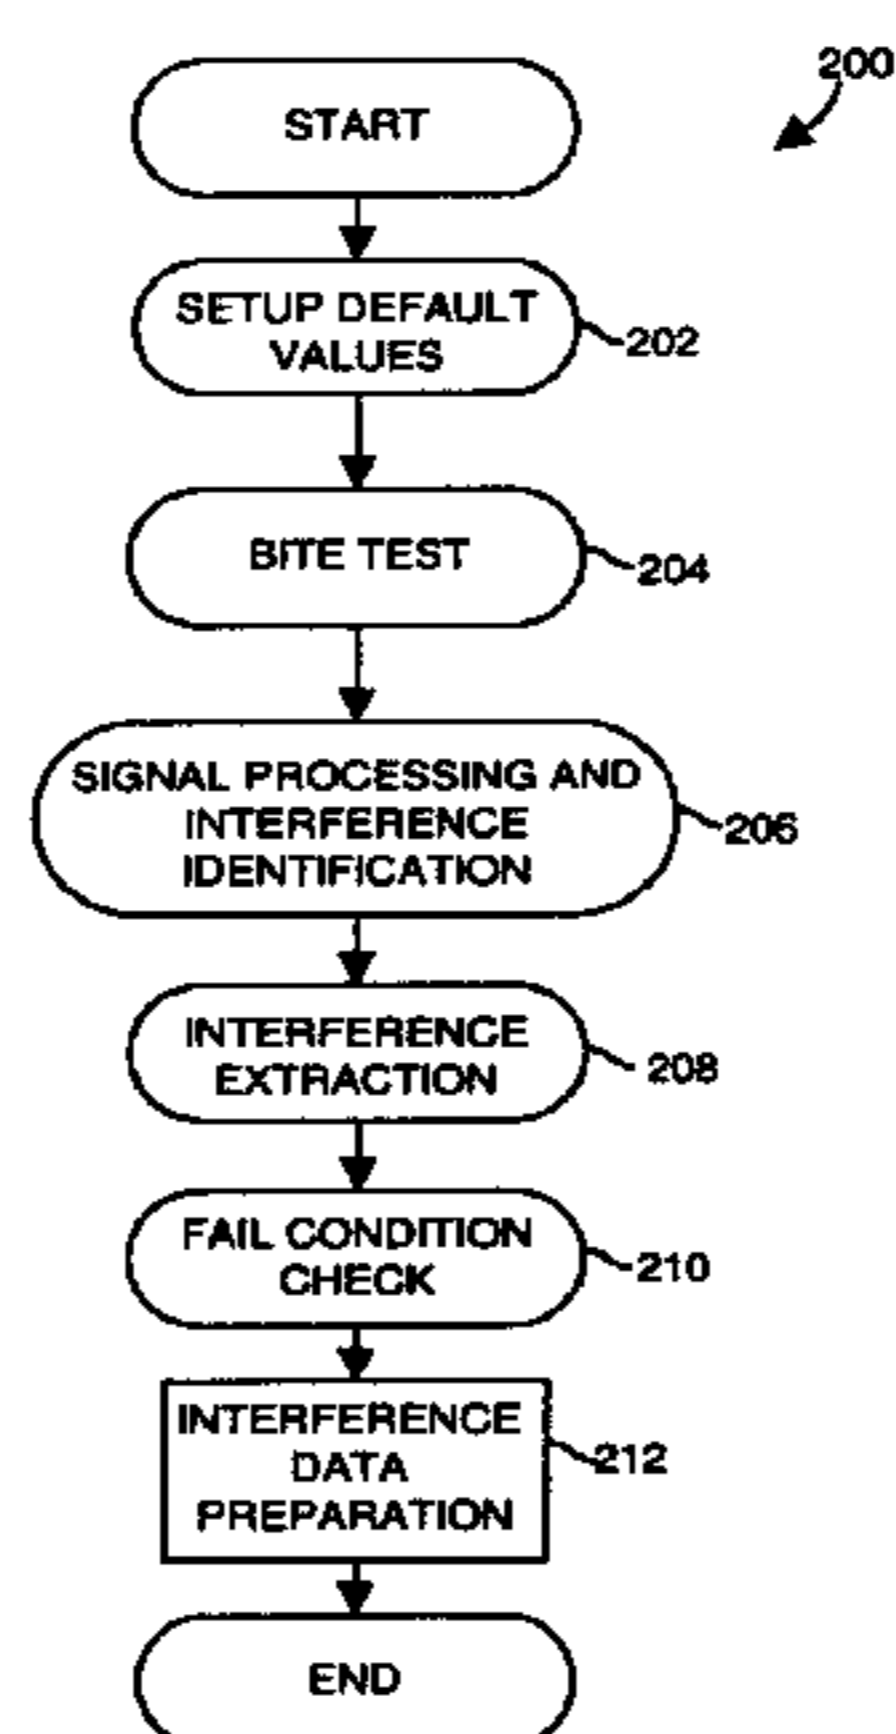 200
START
SETUP DEFAULT
VALUES
202
BITE TEST
204
SIGNAL PROCESSING AND
INTERFERENCE
IDENTIFICATION
206
INTERFERENCE
EXTRACTION
208
FAIL CONDITION
CHECK
210
INTERFERENCE
DATA
PREPARATION
212
END